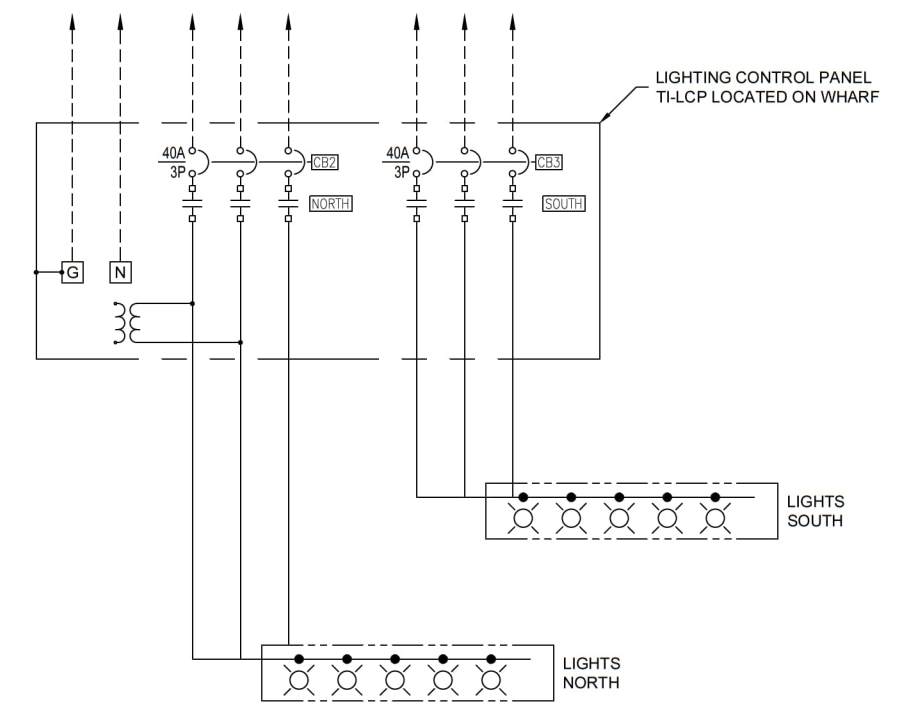 LIGHTING CONTROL PANEL
TI-LCP LOCATED ON WHARF
40A
3P
CB2
40A
3P
CB3
NORTH
SOUTH
G
N
LIGHTS
SOUTH
LIGHTS
NORTH